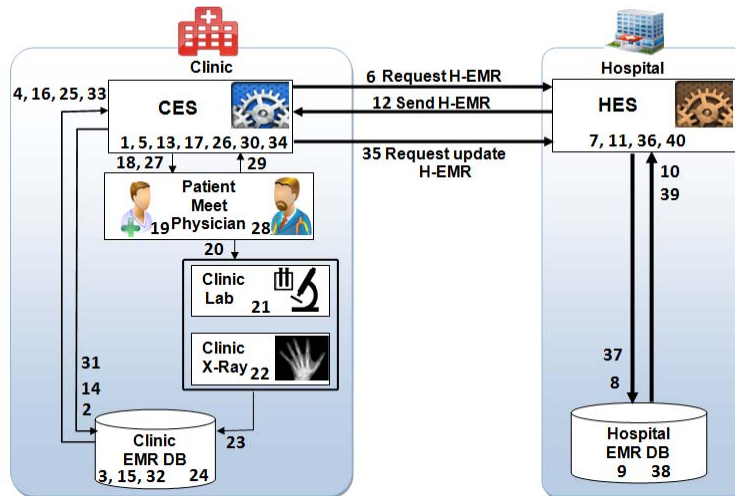 Clinic
Hospital
4, 16, 25, 33
CES
6 Request H-EMR
HES
12 Send H-EMR
1, 5, 13, 17, 26, 30, 34
7, 11, 36, 40
35 Request update
H-EMR
18, 27
29
10
39
Patient
Meet
19 Physician 28
20
Clinic
Lab
21
Clinic
X-Ray 22
31
14
2
37
8
23
Clinic
EMR DB
3, 15, 32 24
Hospital
EMR DB
9 38